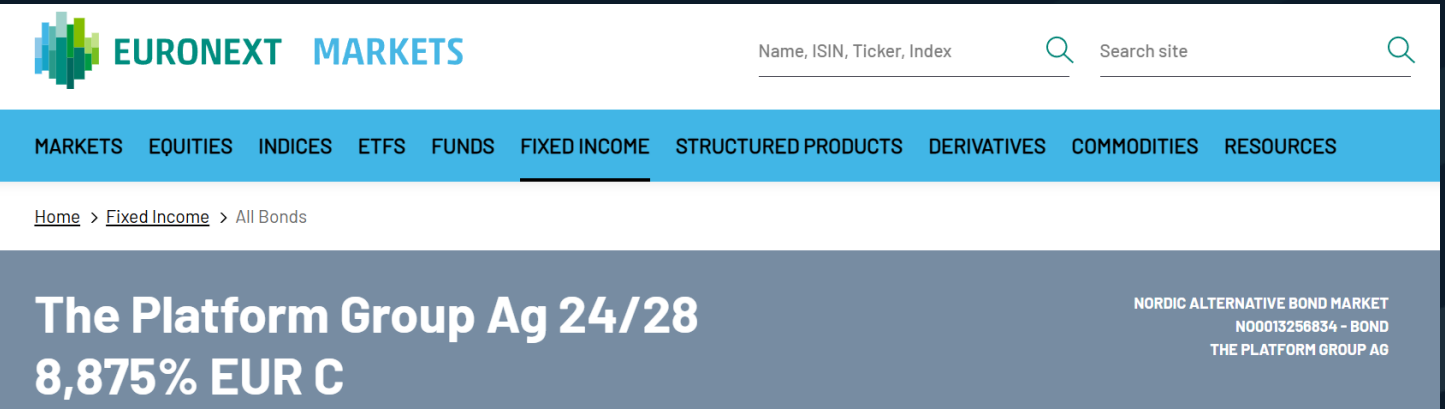 EURONEXT MARKETS
Name, ISIN, Ticker, Index
Search site
MARKETS EQUITIES INDICES ETFS FUNDS FIXED INCOME STRUCTURED PRODUCTS DERIVATIVES COMMODITIES RESOURCES
Home > Fixed Income > All Bonds
The Platform Group Ag 24/28
8,875% EUR C
NORDIC ALTERNATIVE BOND MARKET
NO0013256834 - BOND
THE PLATFORM GROUP AG